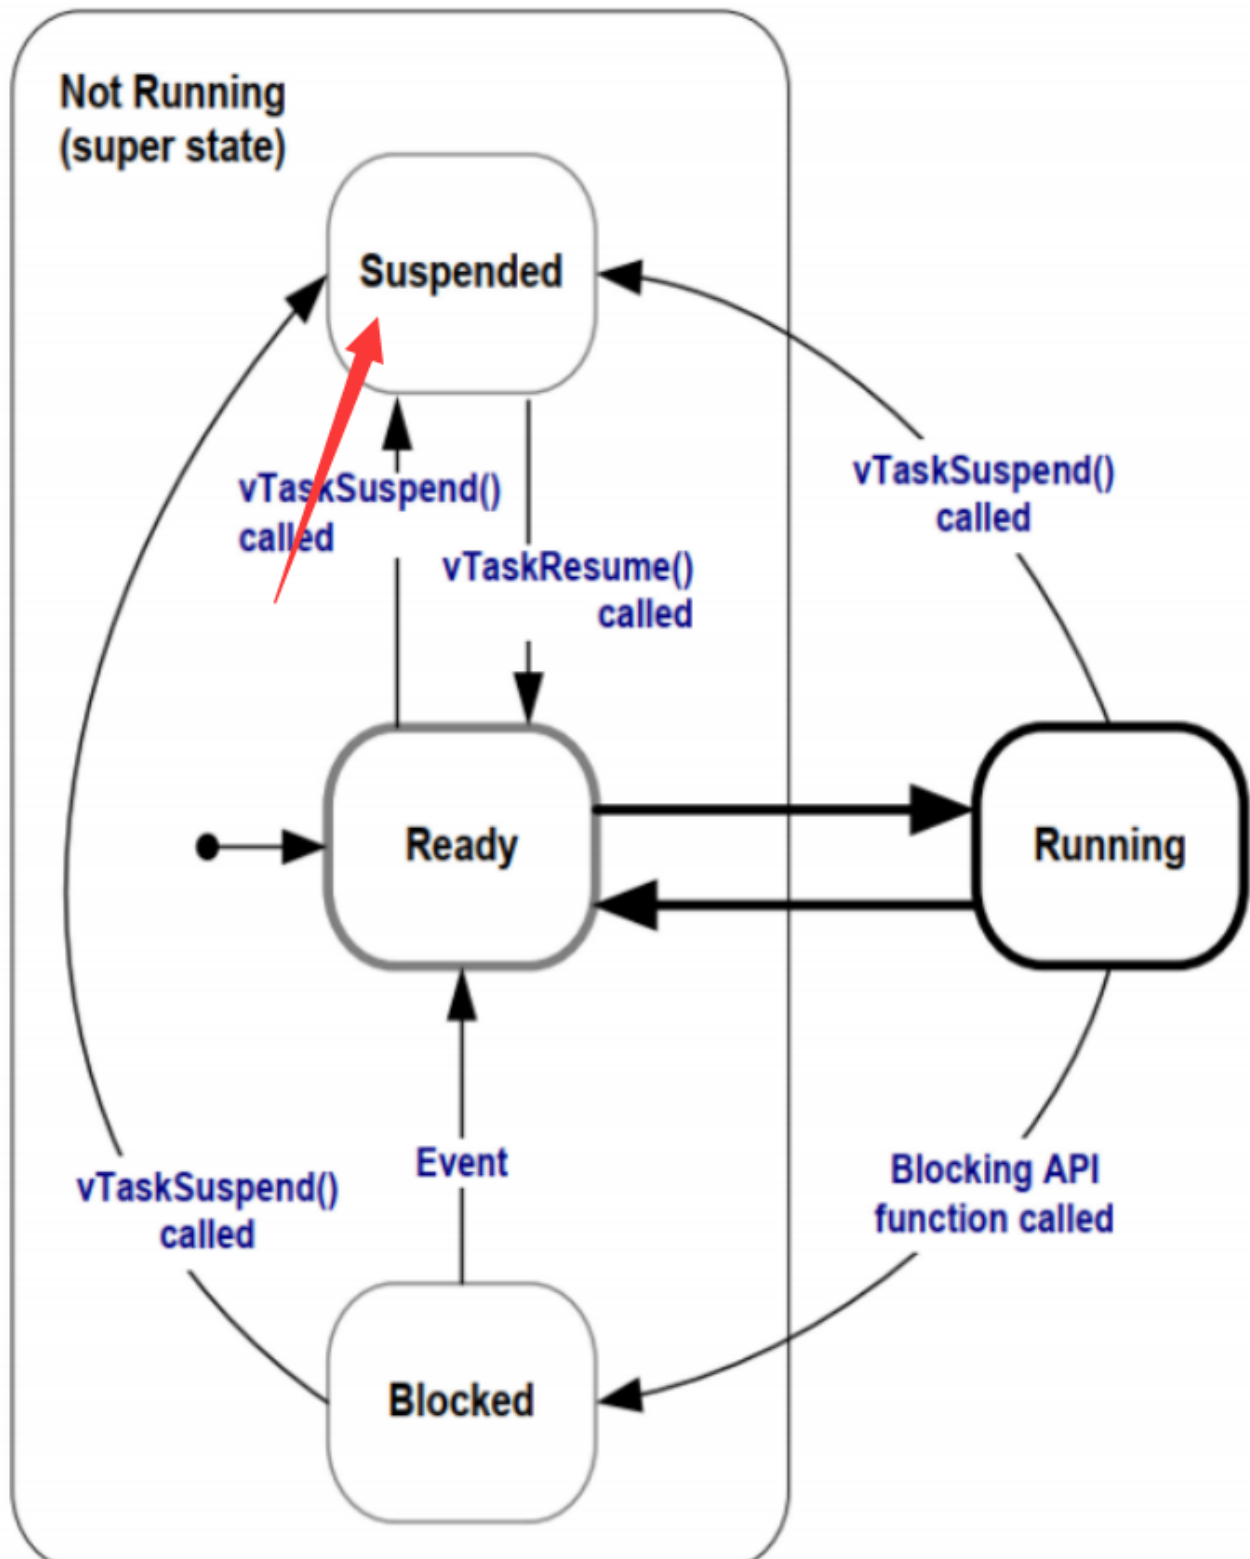 Not Running
(super state)
Suspended
vTaskSuspend()
called
vTaskResume()
called
vTaskSuspend()
called
Ready
Running
vTaskSuspend()
called
Event
Blocking API
function called
Blocked